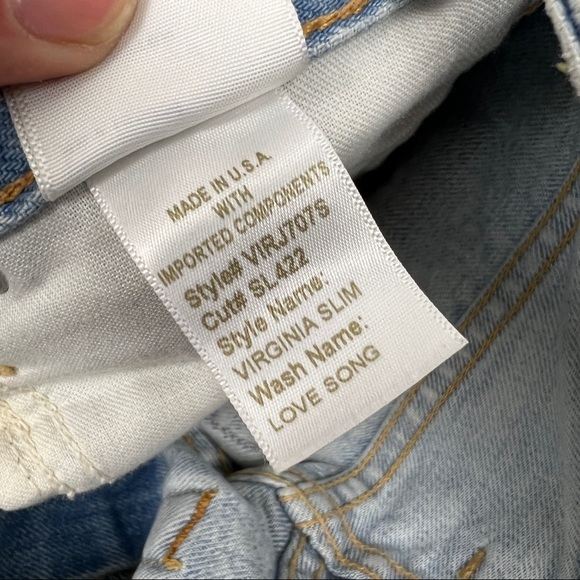 MADE IN U.S.A.
WITH
IMPORTED COMPONENTS
Style# VIRJ707S
Cut# SL422
Style Name:
VIRGINIA SLIM
Wash Name:
LOVE SONG